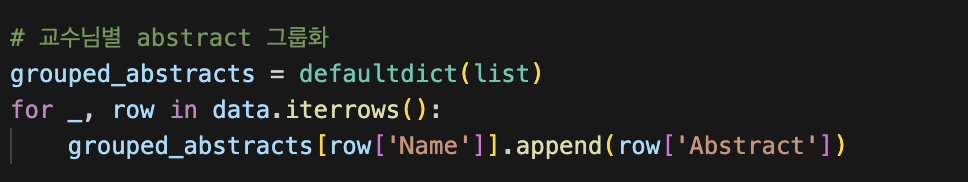 # 교수님별 abstract 그룹화
grouped_abstracts = defaultdict(list)
for _, row in data.iterrows():
    grouped_abstracts[row['Name']].append(row['Abstract'])